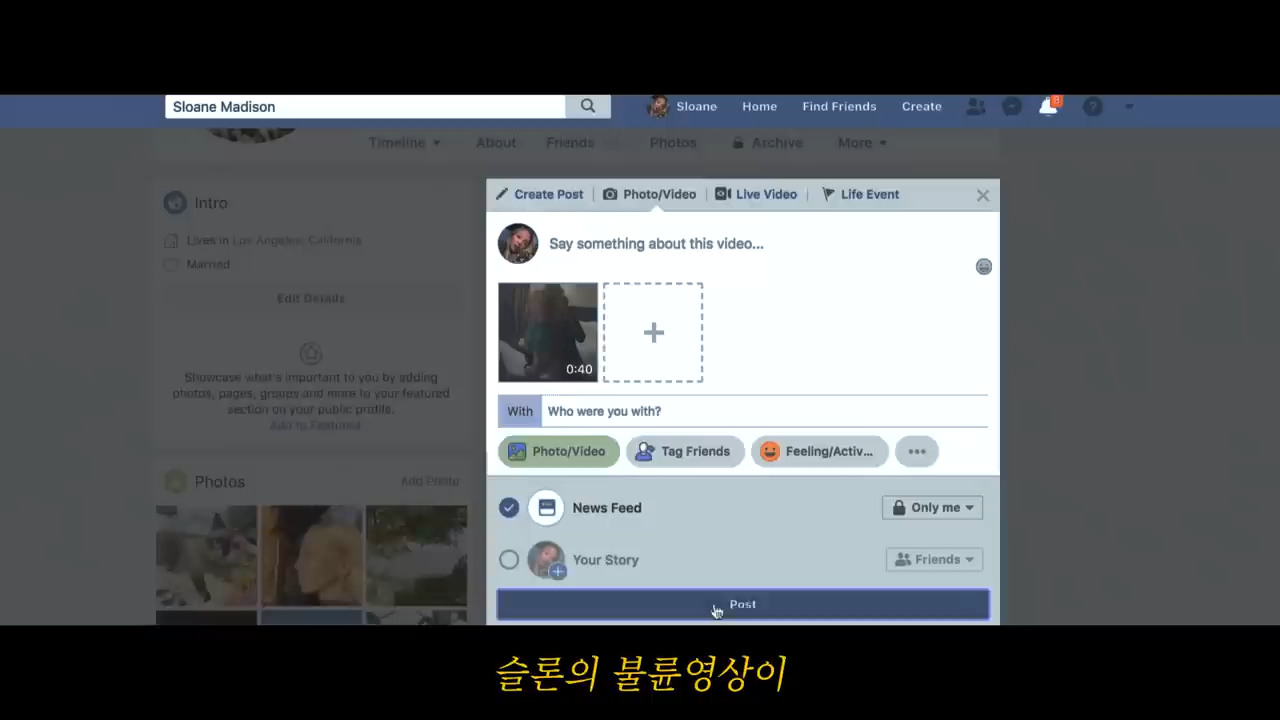 Sloane Madison
Sloane Home Find Friends Create
8
Timeline About Friends Photos Archive More
Intro
Lives in Los Angeles, California
Married
Edit Details
Showcase what's important to you by adding
photos, pages, groups and more to your featured
section on your public profile.
Add to Featured
Photos Add Photo
Create Post Photo/Video Live Video Life Event
Say something about this video...
0:40
With Who were you with?
Photo/Video Tag Friends Feeling/Activ...
News Feed Only me
Your Story Friends
Post
슬론의 불륜영상이